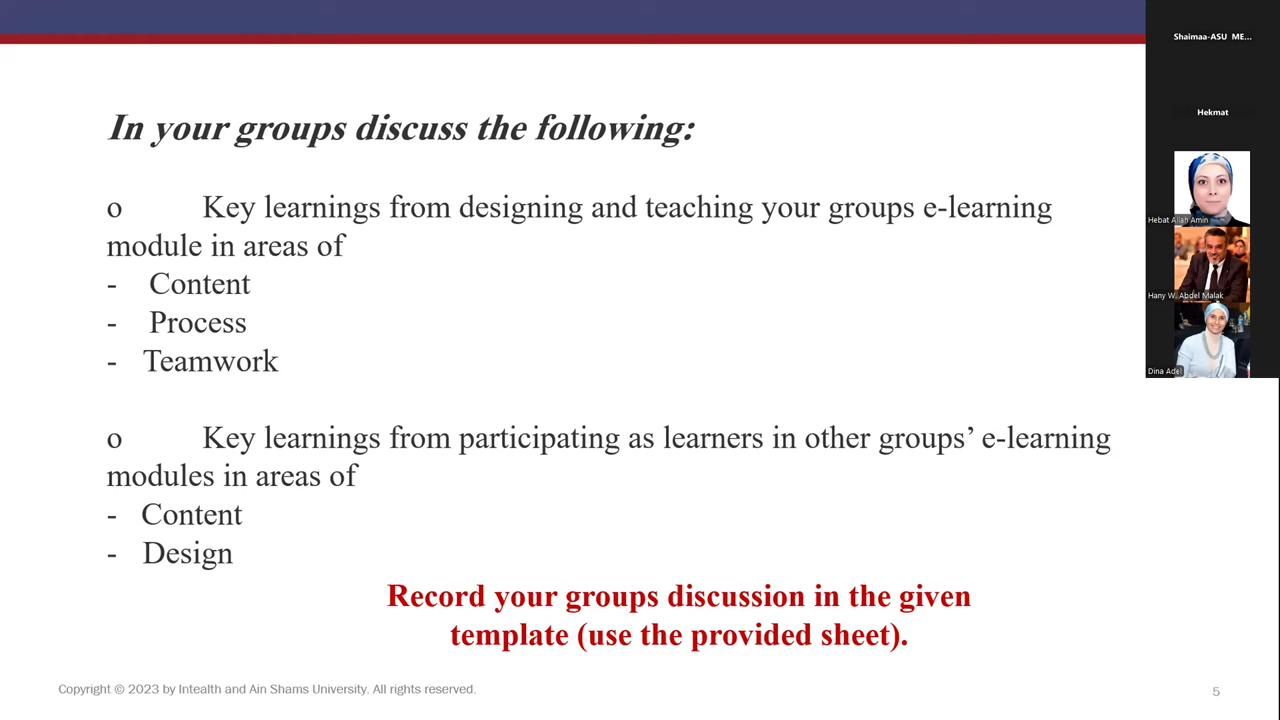 In your groups discuss the following:
o Key learnings from designing and teaching your groups e-learning
module in areas of
- Content
- Process
- Teamwork
o Key learnings from participating as learners in other groups’ e-learning
modules in areas of
- Content
- Design
Record your groups discussion in the given
template (use the provided sheet).
Copyright © 2023 by Intealth and Ain Shams University. All rights reserved.
5
Shaimaa-ASU ME...
Hekmat
Hebat Allah Amin
Hany W. Abdel Malak
Dina Adel